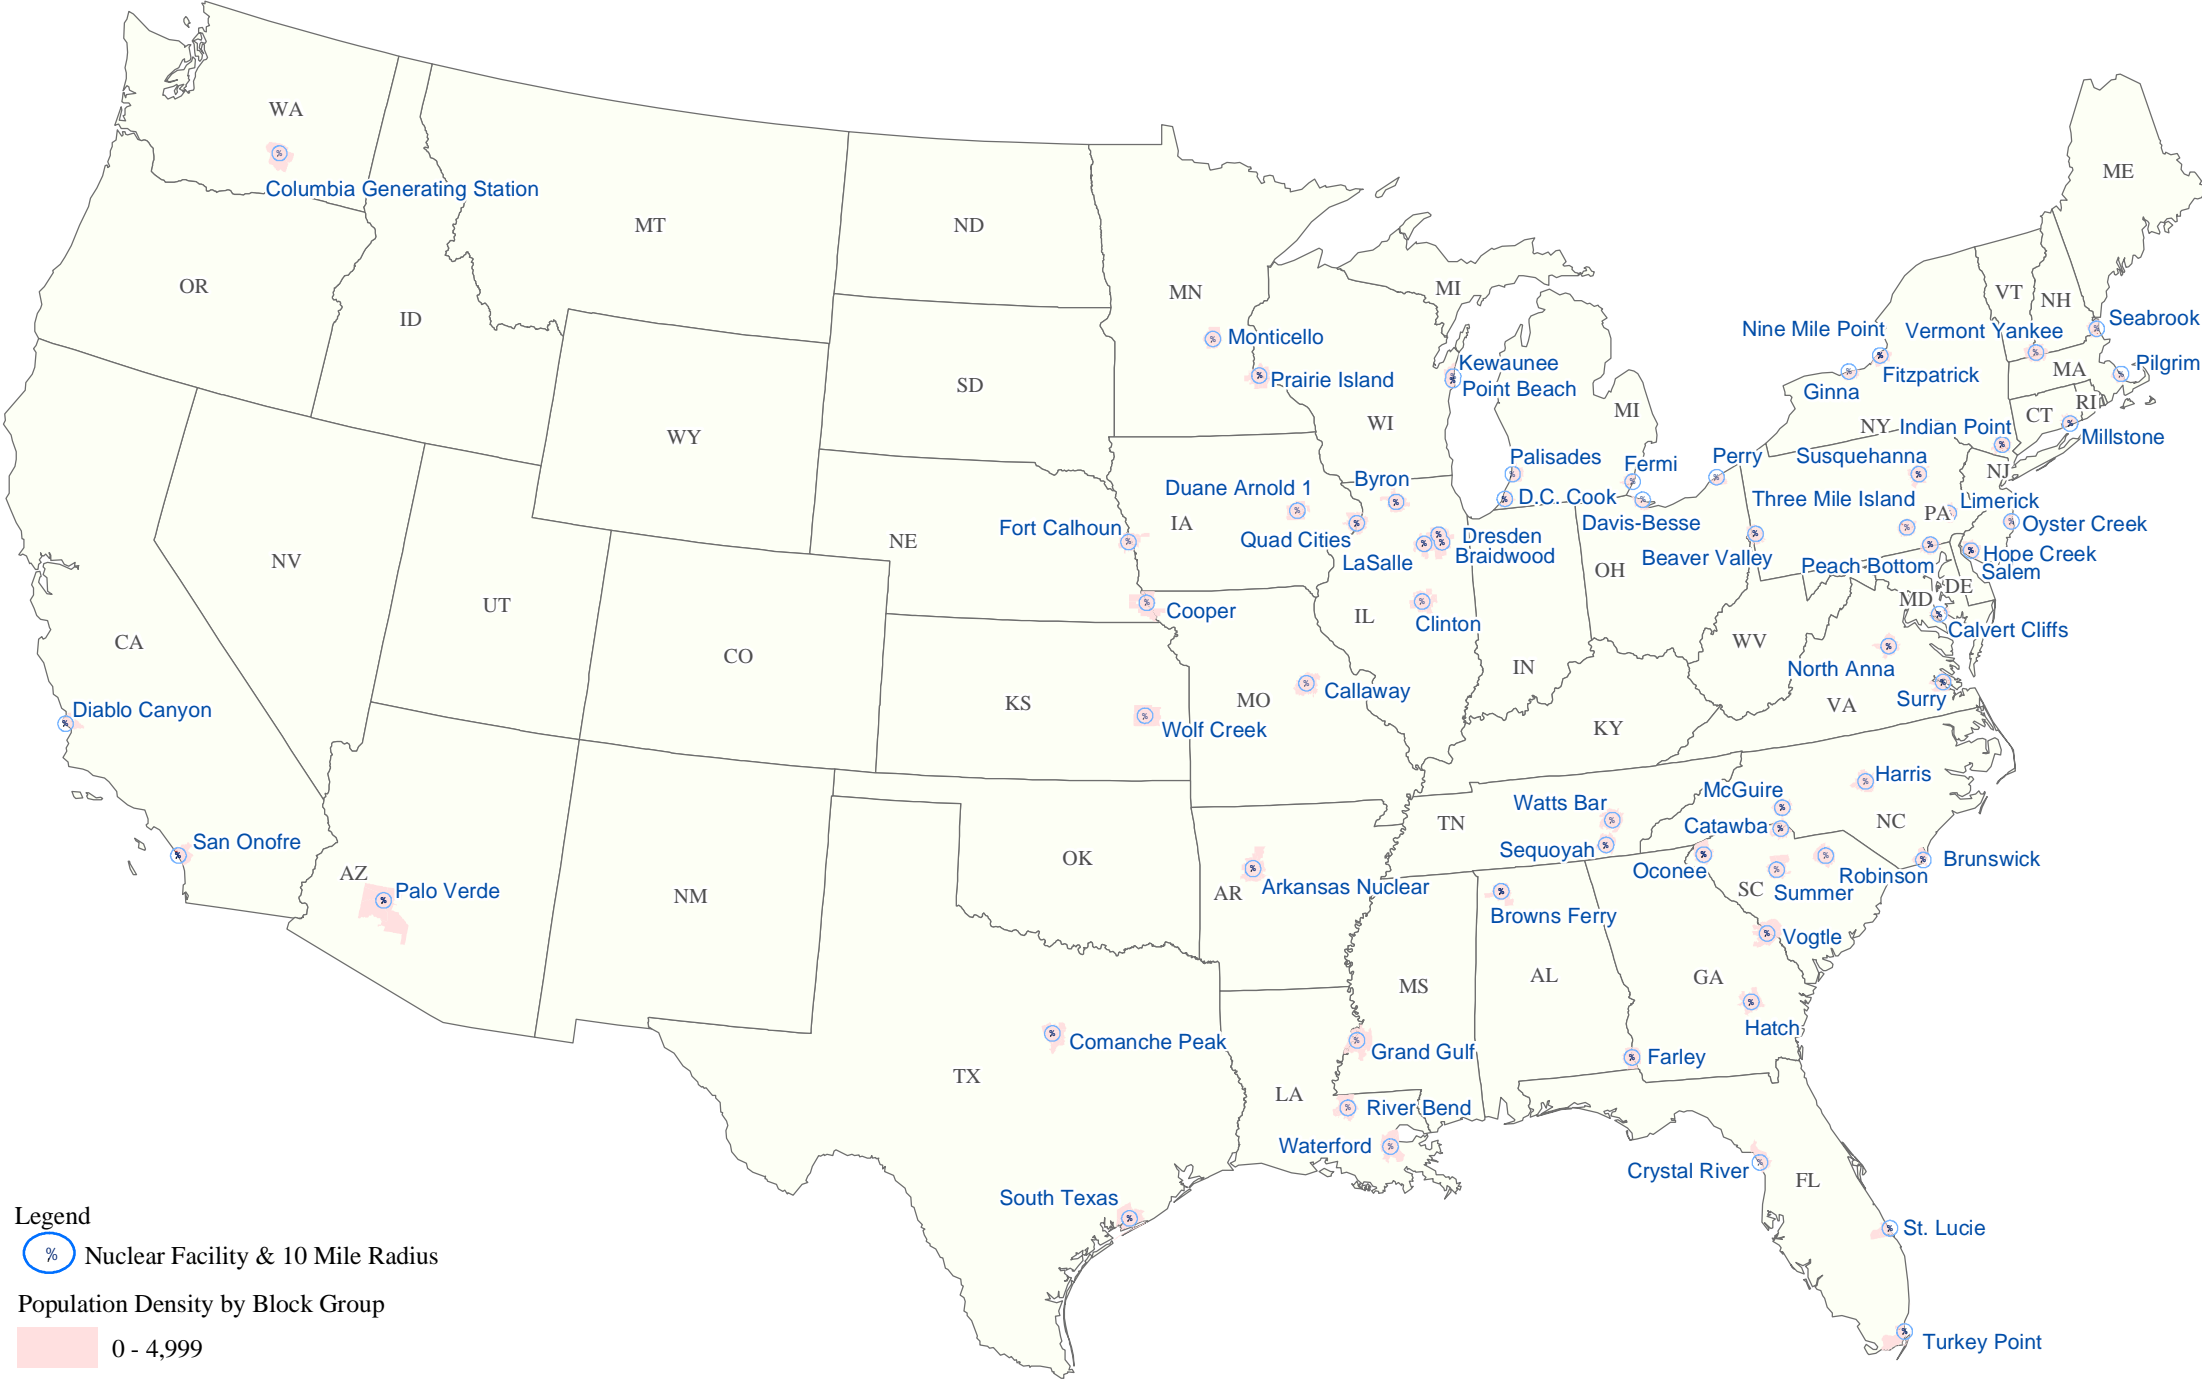 WA
Columbia Generating Station
MT
ND
ME
OR
ID
MN
MI
VT
NH
Seabrook
Nine Mile Point
Vermont Yankee
Monticello
Kewaunee
Pilgrim
Prairie Island
Point Beach
Fitzpatrick
MA
Ginna
SD
MI
RI
CT
WI
NY
Indian Point
Millstone
WY
Palisades
Fermi
Perry
Susquehanna
NJ
Byron
Duane Arnold 1
D.C. Cook
Three Mile Island
Limerick
PA
IA
Davis-Besse
Oyster Creek
Fort Calhoun
NE
Quad Cities
Dresden
Braidwood
LaSalle
Beaver Valley
Hope Creek
Salem
Peach Bottom
OH
NV
DE
MD
UT
Cooper
IL
Clinton
Calvert Cliffs
CA
WV
CO
IN
North Anna
Callaway
MO
Surry
VA
KS
Diablo Canyon
Wolf Creek
KY
Harris
McGuire
Watts Bar
TN
Catawba
NC
San Onofre
Sequoyah
OK
Brunswick
Oconee
AZ
Robinson
Palo Verde
NM
AR
Arkansas Nuclear
SC
Summer
Browns Ferry
Vogtle
AL
GA
MS
Hatch
Comanche Peak
Grand Gulf
Farley
TX
LA
River Bend
Waterford
Crystal River
FL
South Texas
St. Lucie
Legend
% Nuclear Facility & 10 Mile Radius
Population Density by Block Group
Turkey Point
0 - 4,999